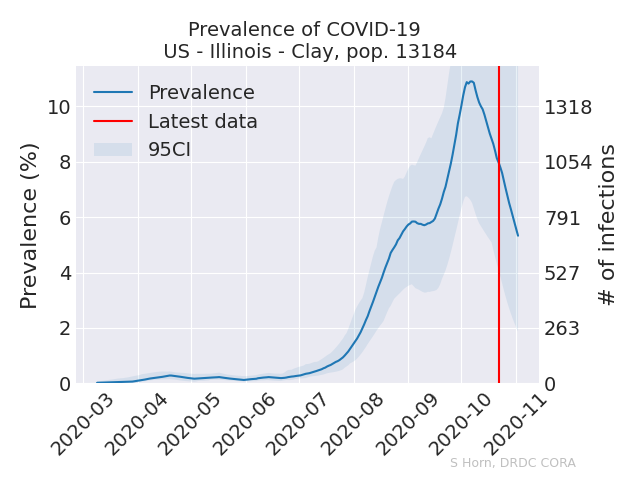 Prevalence of COVID-19
US - Illinois - Clay, pop. 13184
Prevalence (%)
10
8
6
4
2
0
Prevalence
Latest data
95CI
1318
1054
791
527
263
0
# of infections
2020-03
2020-04
2020-05
2020-06
2020-07
2020-08
2020-09
2020-10
2020-11
S Horn, DRDC CORA